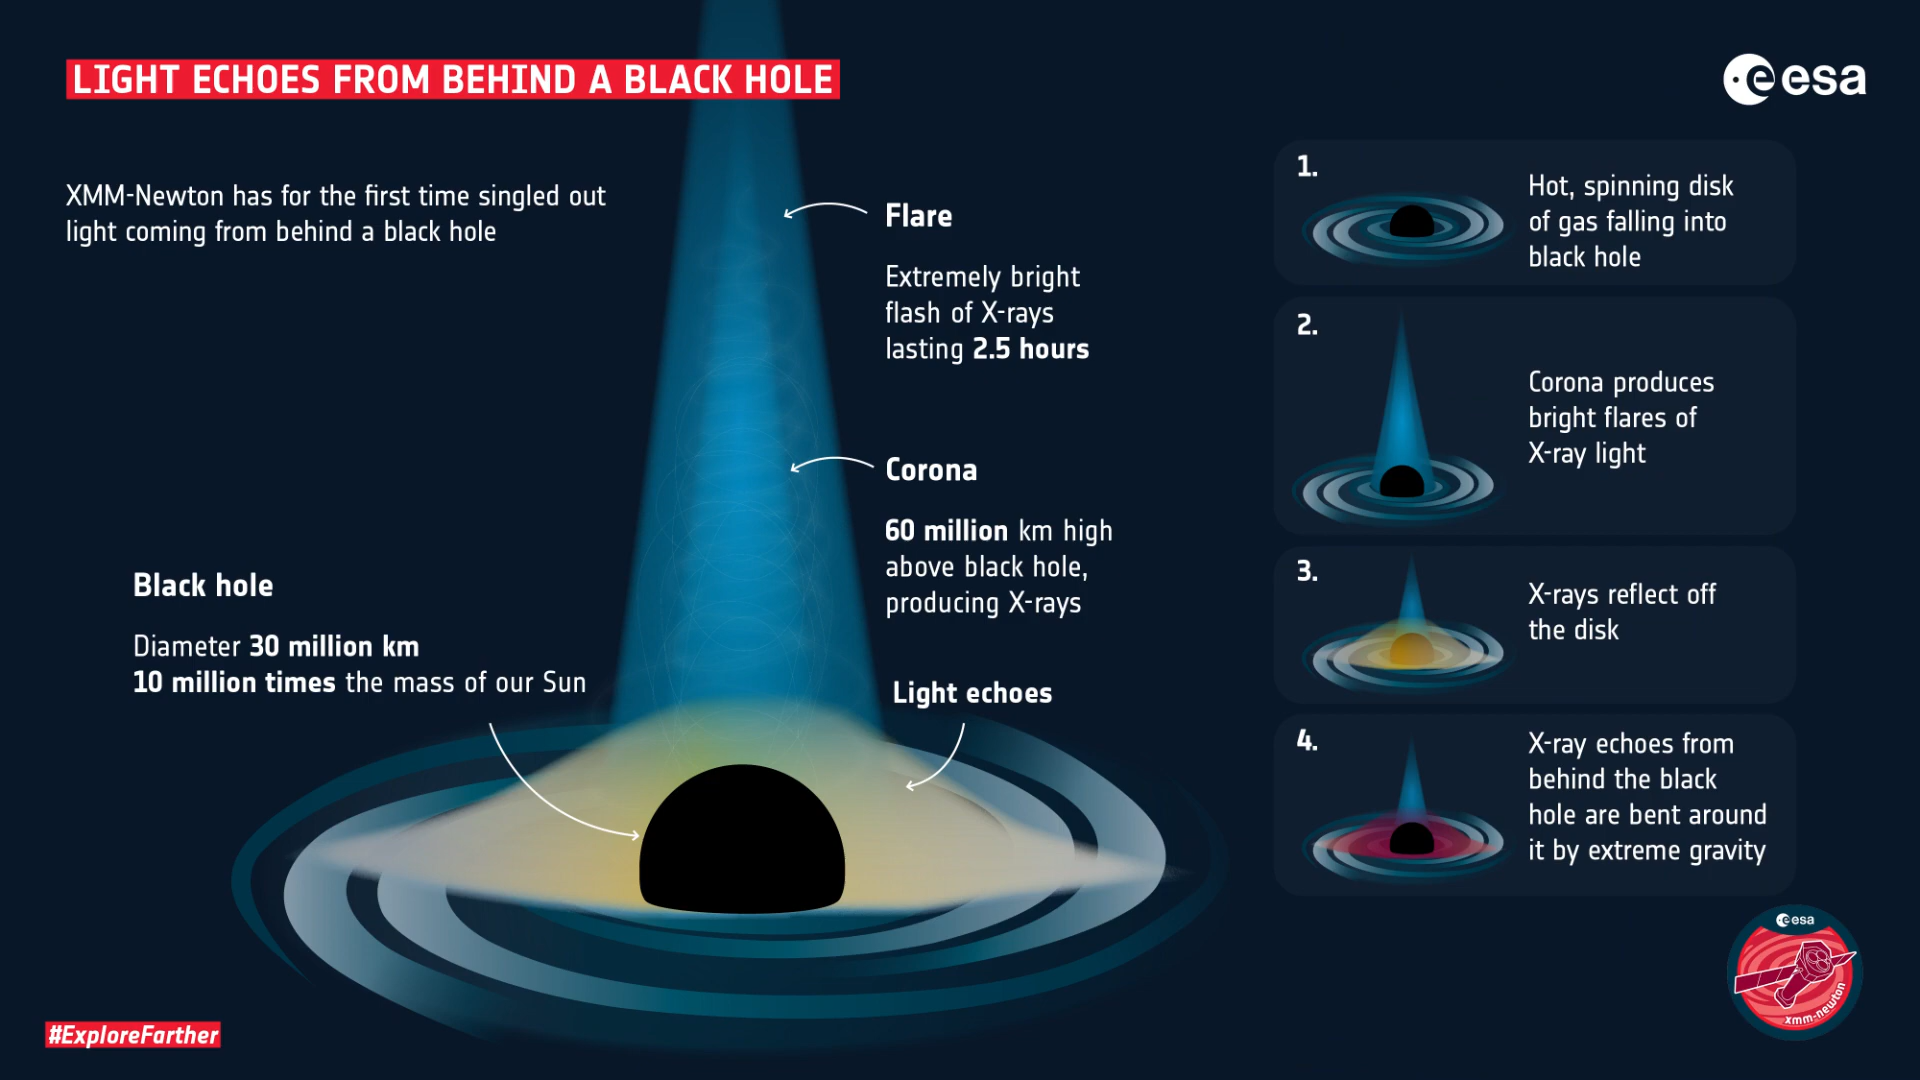 LIGHT ECHOES FROM BEHIND A BLACK HOLE
esa
XMM-Newton has for the first time singled out
light coming from behind a black hole
Flare
Extremely bright
flash of X-rays
lasting 2.5 hours
Corona
60 million km high
above black hole,
producing X-rays
Black hole
Diameter 30 million km
10 million times the mass of our Sun
Light echoes
1.
Hot, spinning disk
of gas falling into
black hole
2.
Corona produces
bright flares of
X-ray light
3.
X-rays reflect off
the disk
4.
X-ray echoes from
behind the black
hole are bent around
it by extreme gravity
esa
xmm-newton
#ExploreFarther